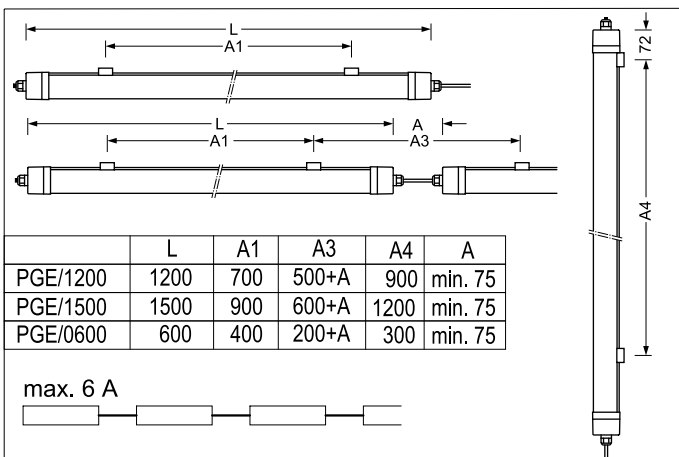 L
A1
72
L
A
A1
A3
A4
L A1 A3 A4 A
PGE/1200 1200 700 500+A 900 min. 75
PGE/1500 1500 900 600+A 1200 min. 75
PGE/0600 600 400 200+A 300 min. 75
max. 6 A